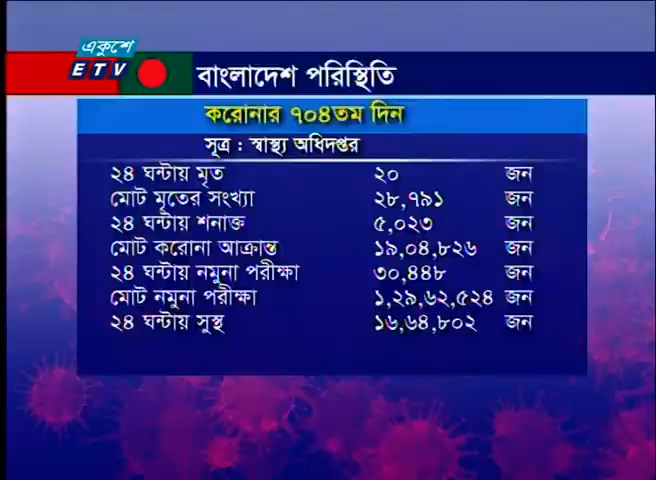 একুশে
ETV
বাংলাদেশ পরিস্থিতি
করোনার ৭০৪তম দিন
সূত্র : স্বাস্থ্য অধিদপ্তর
২৪ ঘন্টায় মৃত ২০ জন
মোট মৃতের সংখ্যা ২৮,৭৯১ জন
২৪ ঘন্টায় শনাক্ত ৫,০২৩ জন
মোট করোনা আক্রান্ত ১৯,০৪,৮২৬ জন
২৪ ঘন্টায় নমুনা পরীক্ষা ৩০,৪৪৮ জন
মোট নমুনা পরীক্ষা ১,২৯,৬২,৫২৪ জন
২৪ ঘন্টায় সুস্থ ১৬,৬৪,৮০২ জন